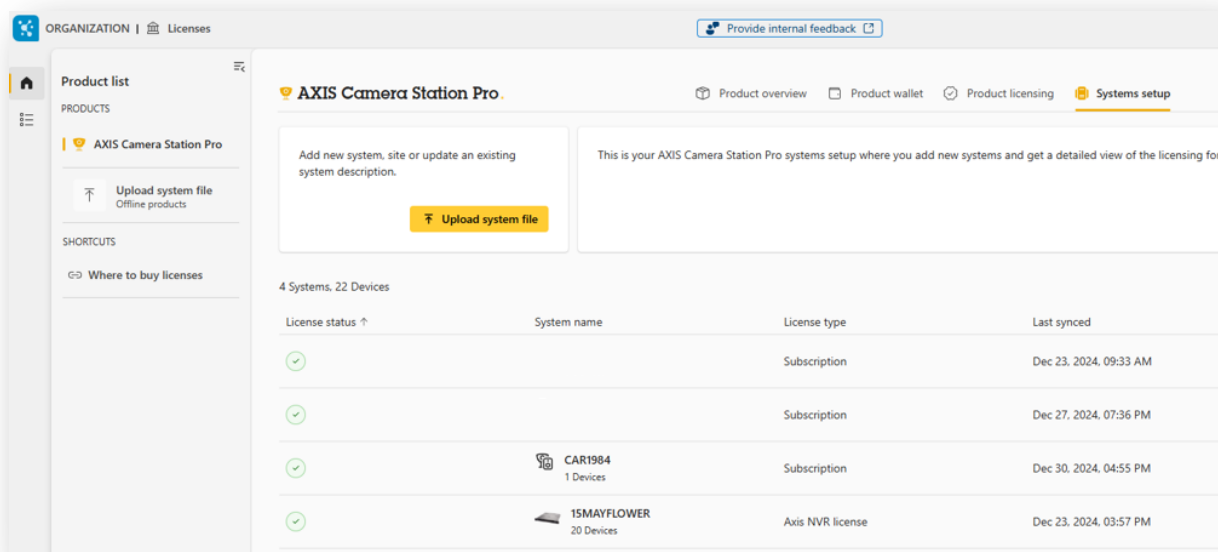 ORGANIZATION | Licenses
Provide internal feedback
Product list
PRODUCTS
AXIS Camera Station Pro
Upload system file
Offline products
SHORTCUTS
Where to buy licenses
AXIS Camera Station Pro.
Product overview
Product wallet
Product licensing
Systems setup
Add new system, site or update an existing
system description.
Upload system file
This is your AXIS Camera Station Pro systems setup where you add new systems and get a detailed view of the licensing for
4 Systems, 22 Devices
License status ↑ System name License type Last synced
Subscription Dec 23, 2024, 09:33 AM
Subscription Dec 27, 2024, 07:36 PM
CAR1984
1 Devices
Subscription Dec 30, 2024, 04:55 PM
15MAYFLOWER
20 Devices
Axis NVR license Dec 23, 2024, 03:57 PM